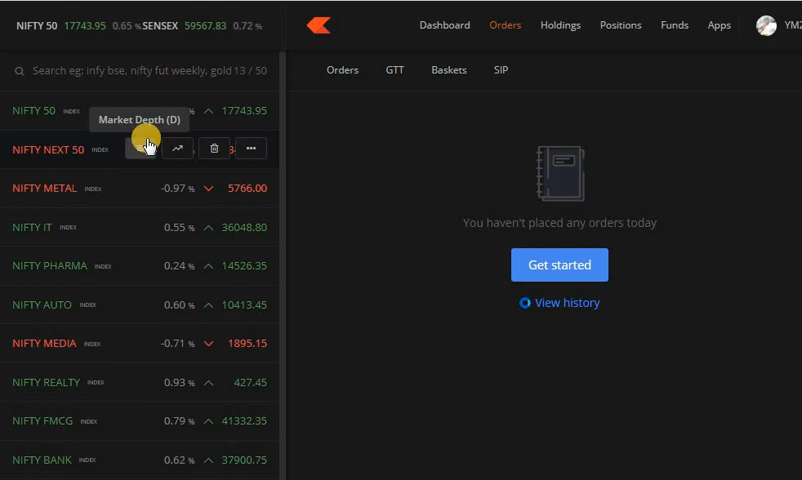 NIFTY 50 17743.95 0.65 % SENSEX 59567.83 0.72 %
Dashboard Orders Holdings Positions Funds Apps
Search eg: infy bse, nifty fut weekly, gold 13 / 50
Orders GTT Baskets SIP
NIFTY 50 INDEX % 17743.95
Market Depth (D)
NIFTY NEXT 50 INDEX
NIFTY METAL INDEX -0.97 % 5766.00
NIFTY IT INDEX 0.55 % 36048.80
NIFTY PHARMA INDEX 0.24 % 14526.35
NIFTY AUTO INDEX 0.60 % 10413.45
NIFTY MEDIA INDEX -0.71 % 1895.15
NIFTY REALTY INDEX 0.93 % 427.45
NIFTY FMCG INDEX 0.79 % 41332.35
NIFTY BANK INDEX 0.62 % 37900.75
You haven't placed any orders today
Get started
View history